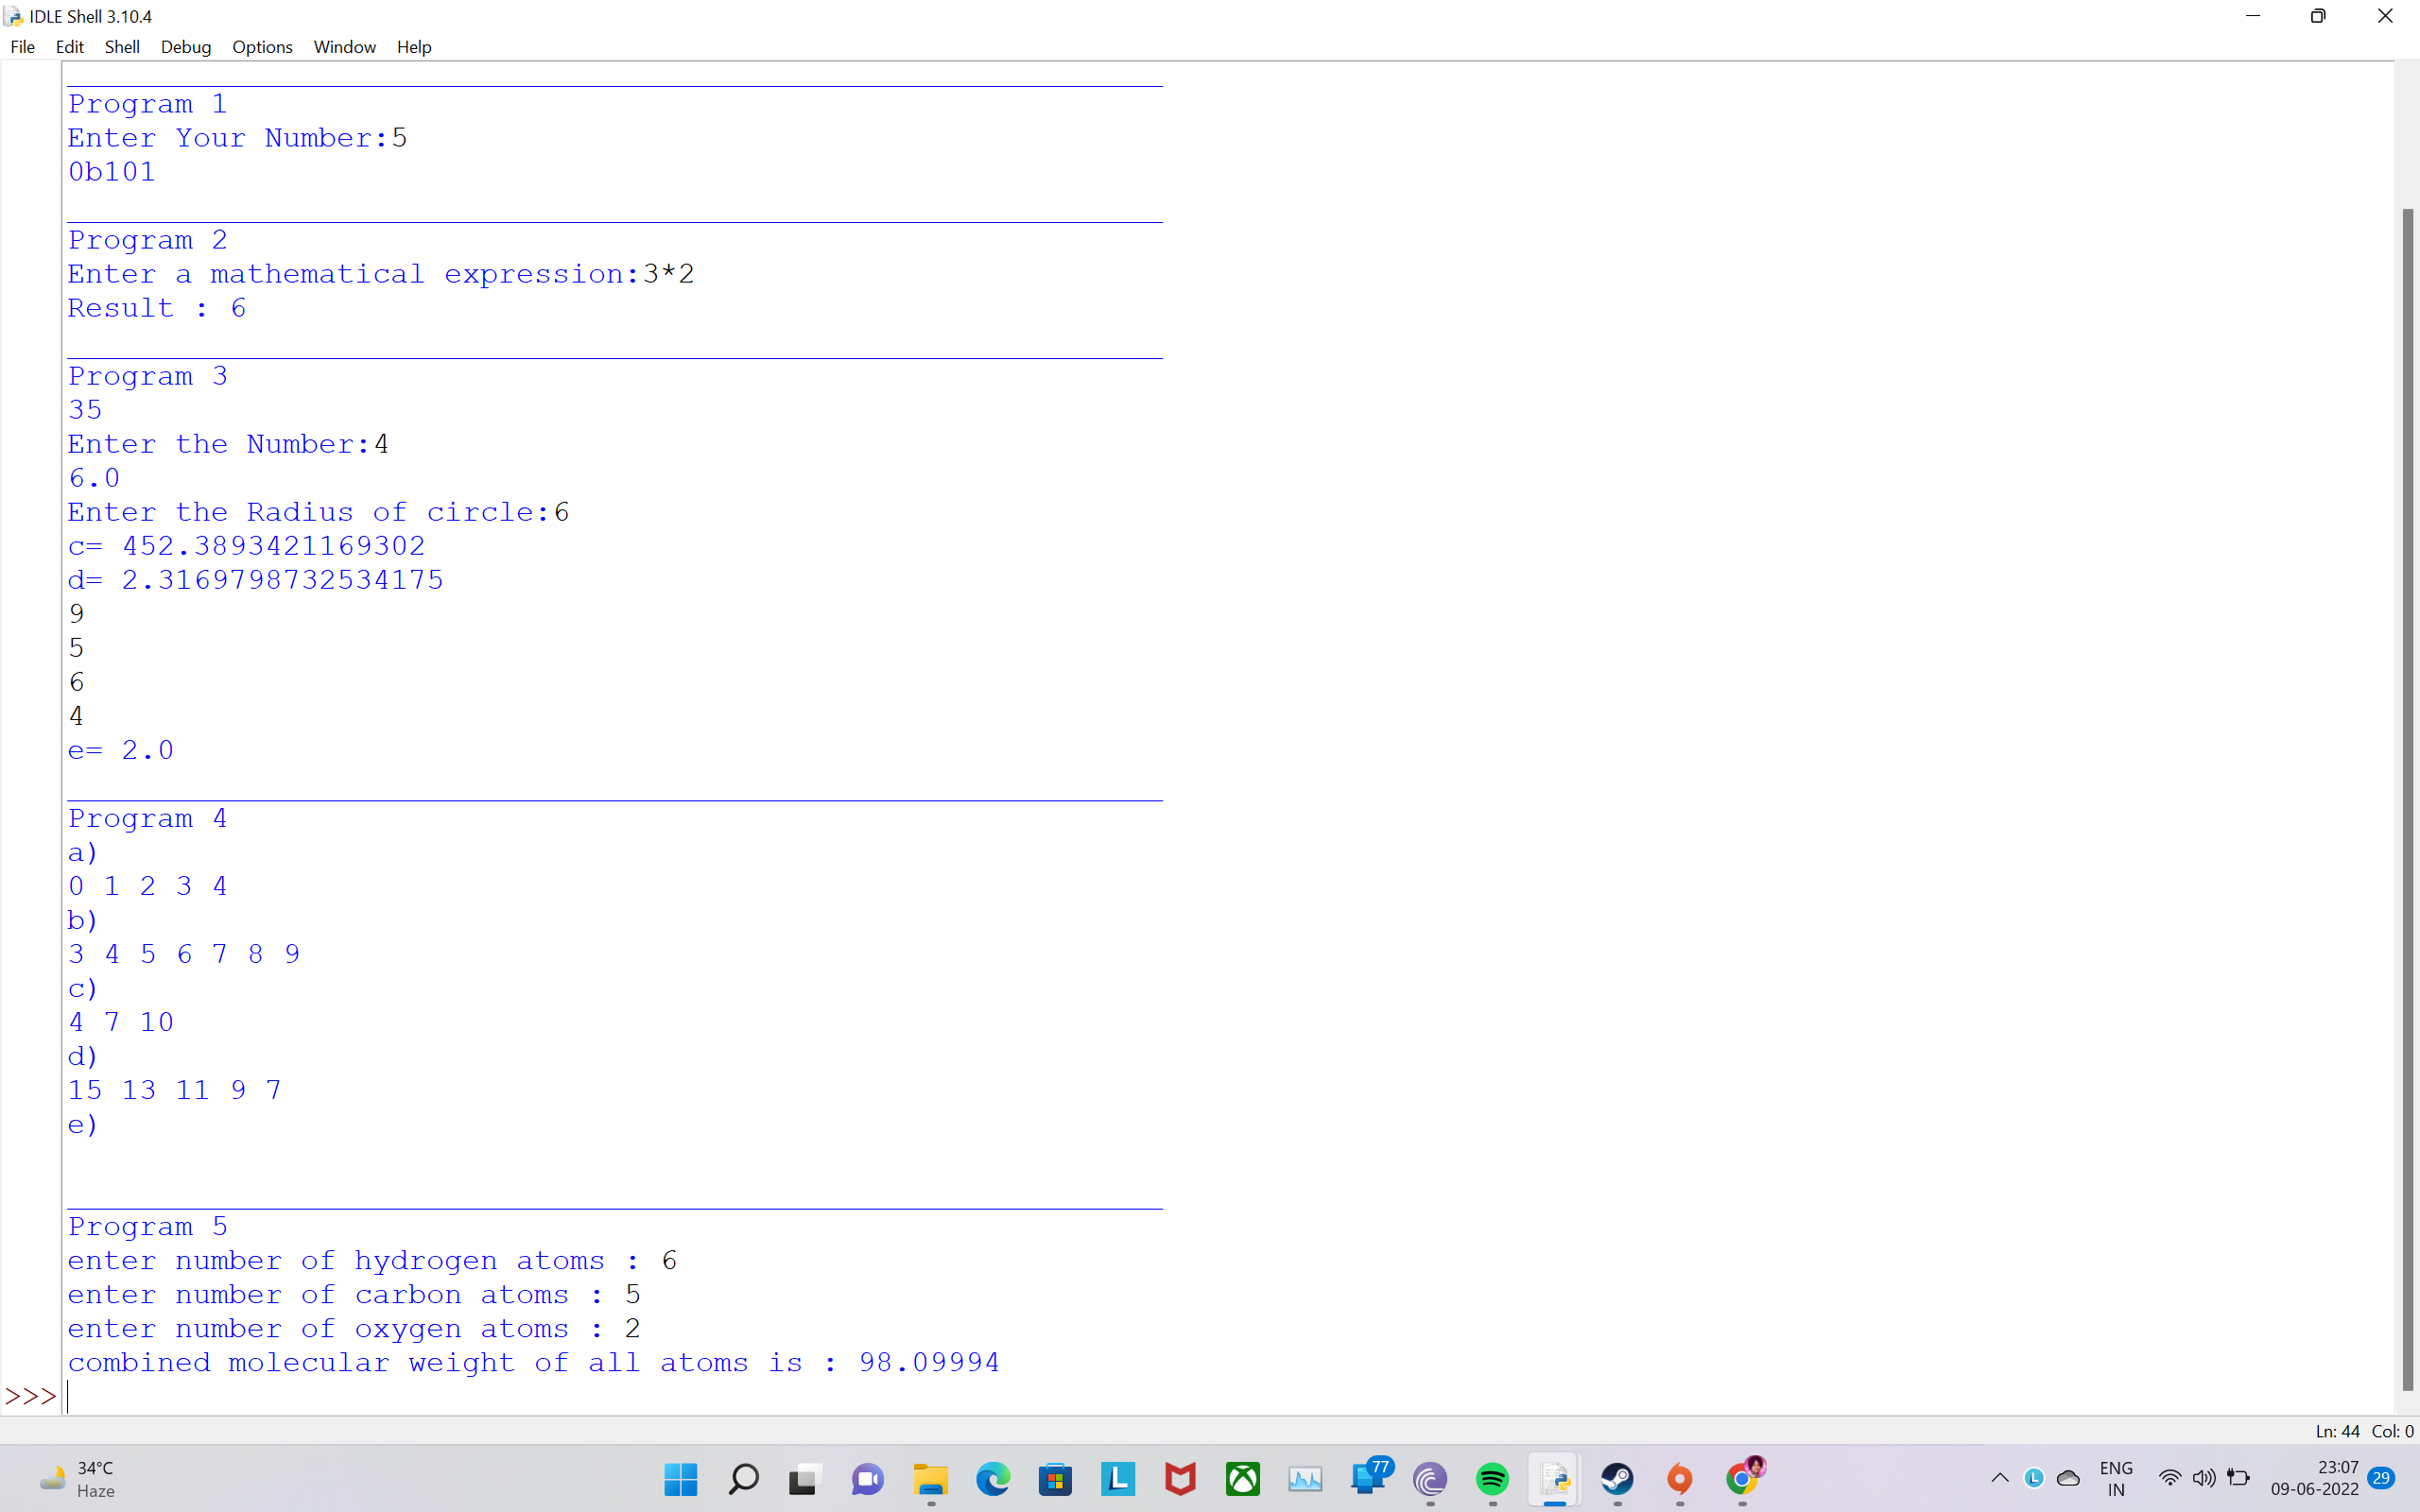 IDLE Shell 3.10.4
File Edit Shell Debug Options Window Help
Program 1
Enter Your Number:5
0b101
Program 2
Enter a mathematical expression:3*2
Result : 6
Program 3
35
Enter the Number:4
6.0
Enter the Radius of circle:6
c= 452.3893421169302
d= 2.3169798732534175
9
5
6
4
e= 2.0
Program 4
a)
0 1 2 3 4
b)
3 4 5 6 7 8 9
c)
4 7 10
d)
15 13 11 9 7
e)
Program 5
enter number of hydrogen atoms : 6
enter number of carbon atoms : 5
enter number of oxygen atoms : 2
combined molecular weight of all atoms is : 98.09994
>>>
Ln: 44 Col: 0
34°C
Haze
L
77
L
ENG
IN
23:07
09-06-2022
29